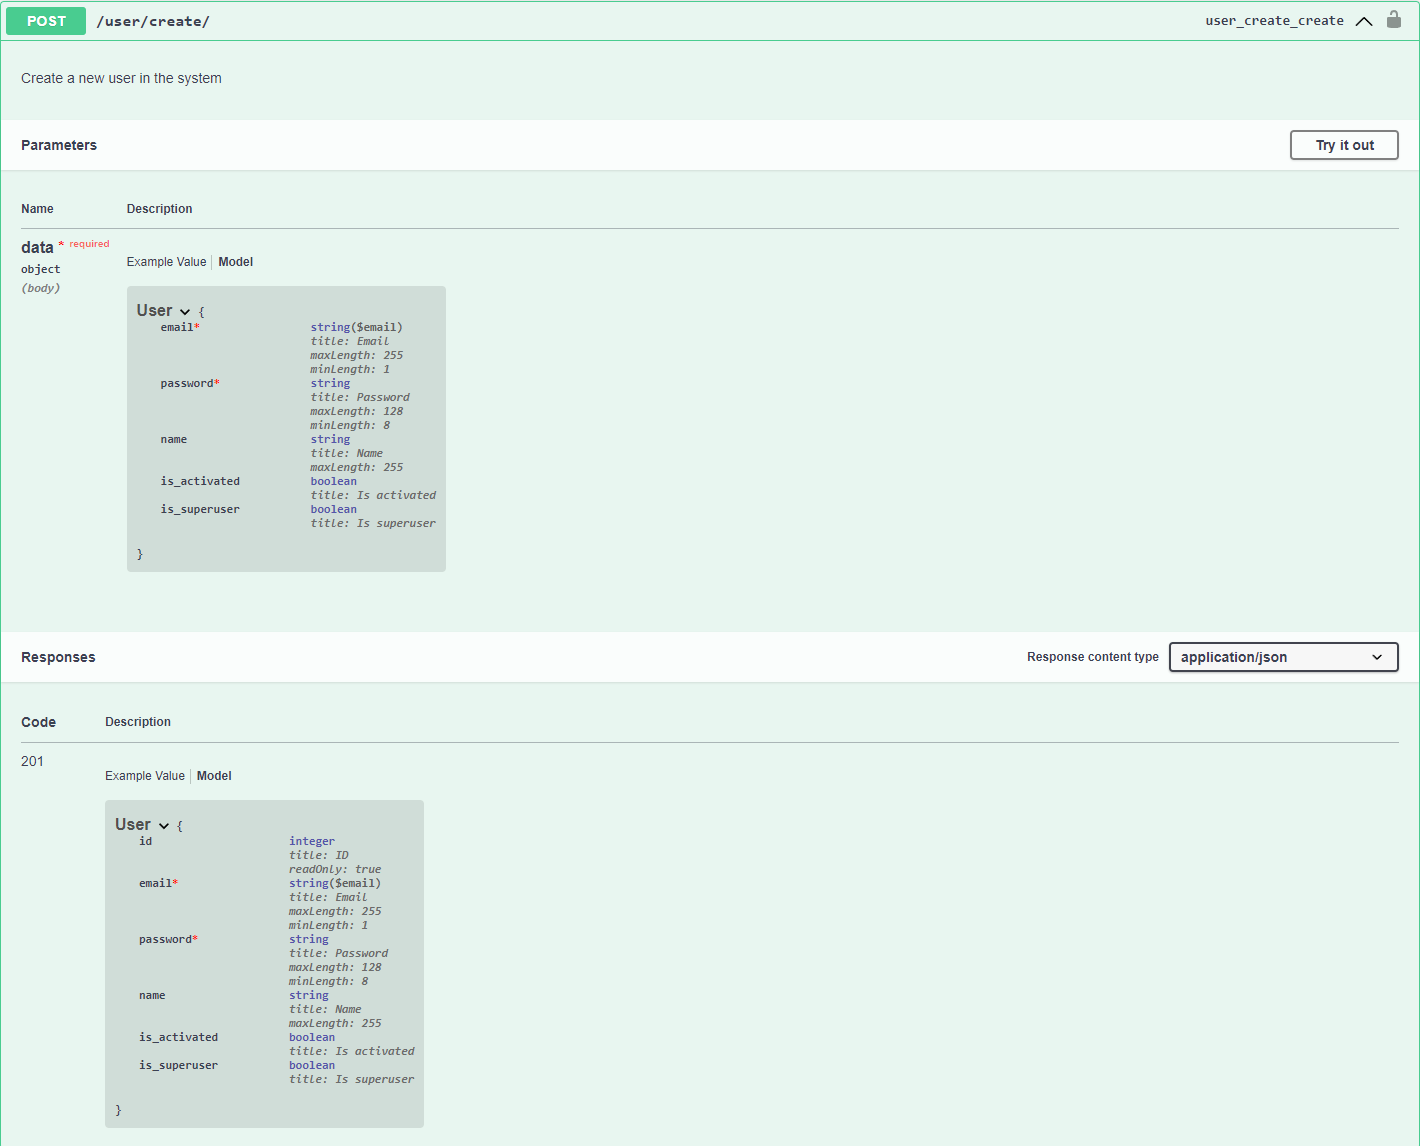 POST /user/create/ user_create_create
Create a new user in the system
Parameters Try it out
Name Description
data * required
object
(body)
Example Value Model
User {
email* string($email)
title: Email
maxLength: 255
minLength: 1
password* string
title: Password
maxLength: 128
minLength: 8
name string
title: Name
maxLength: 255
is_activated boolean
title: Is activated
is_superuser boolean
title: Is superuser
}
Responses Response content type application/json
Code Description
201
Example Value Model
User {
id integer
title: ID
readOnly: true
email* string($email)
title: Email
maxLength: 255
minLength: 1
password* string
title: Password
maxLength: 128
minLength: 8
name string
title: Name
maxLength: 255
is_activated boolean
title: Is activated
is_superuser boolean
title: Is superuser
}